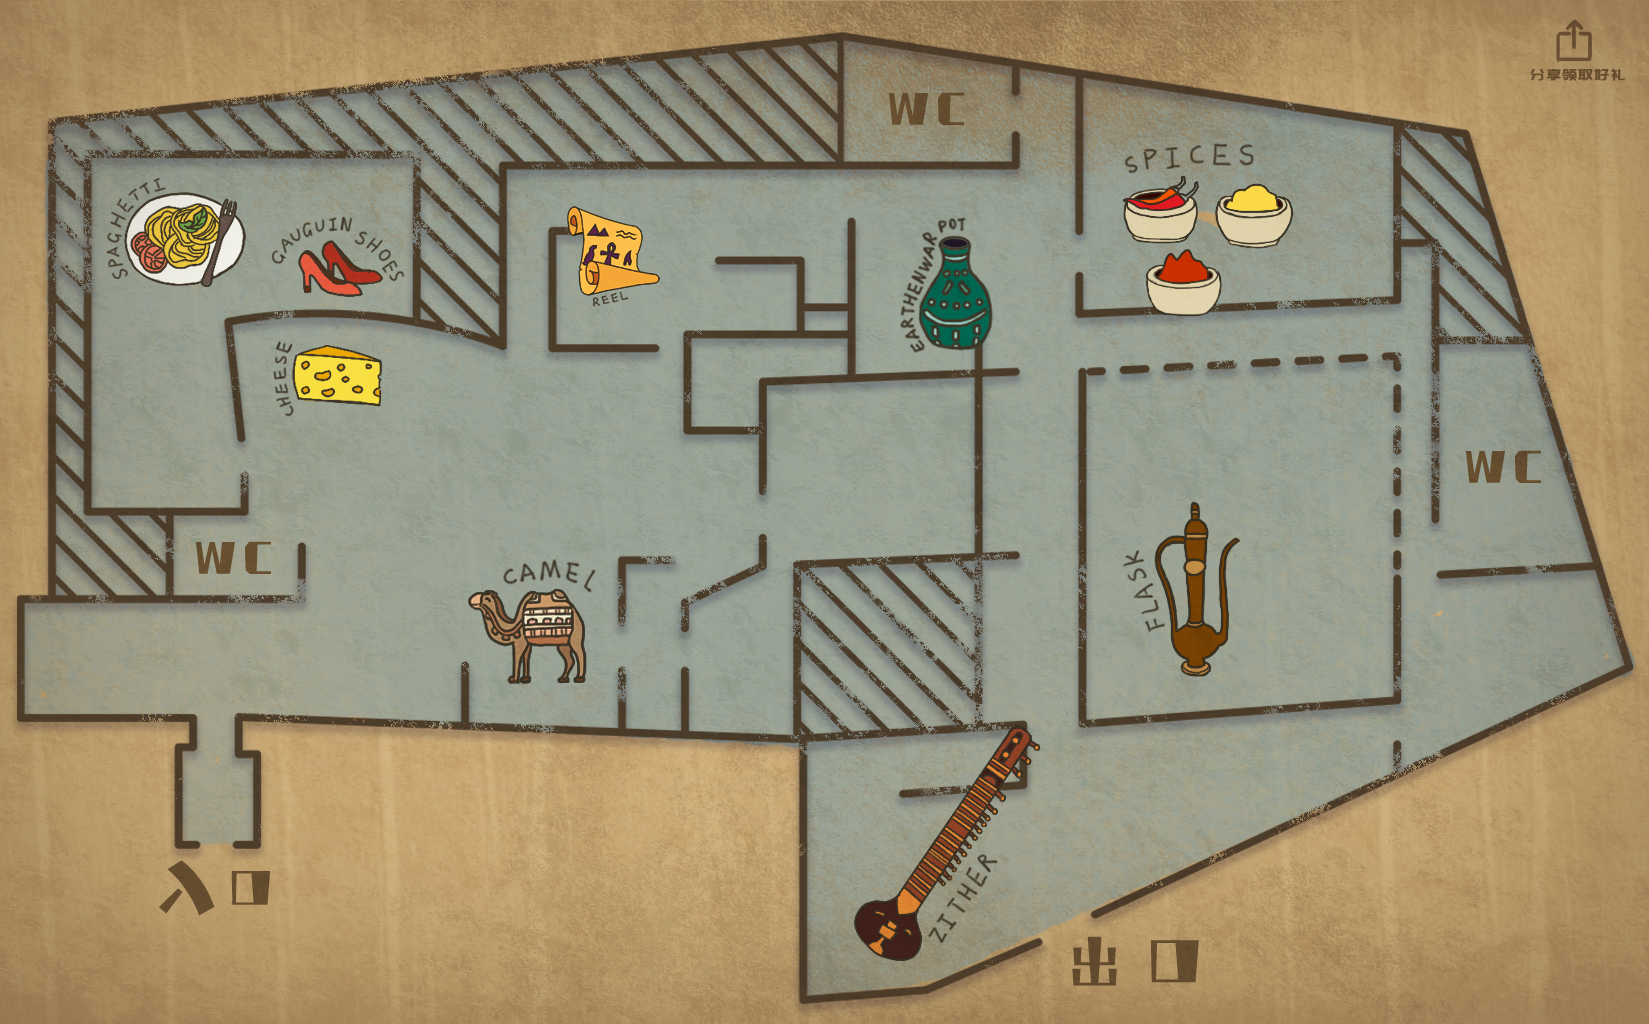 分享领取好礼
WC
SPICES
SPAGHETTI
GAUGUIN SHOES
REEL
EARTHENWAR POT
CHEESE
WC
WC
CAMEL
FLASK
ZITHER
入口
出口